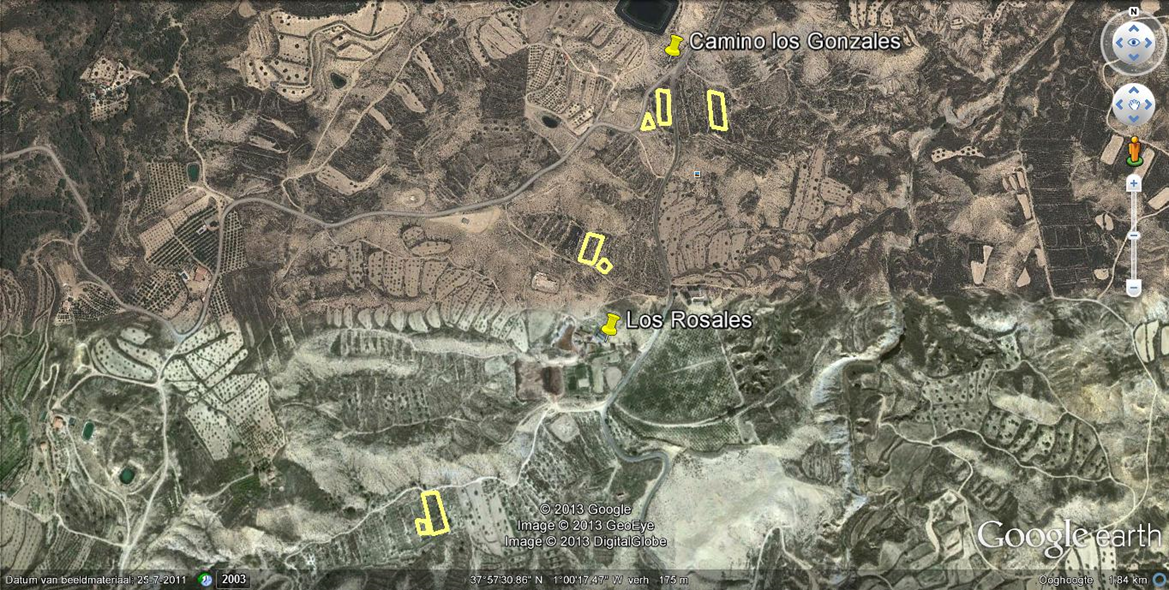 N
Camino los Gonzales
Los Rosales
© 2013 Google
Image © 2013 GeoEye
Image © 2013 DigitalGlobe
Google earth
Datum van beeldmateriaal: 25-7-2011 2003 37°57'30.86" N 1°00'17.47" W verh 175 m Ooghoogte 1.84 km